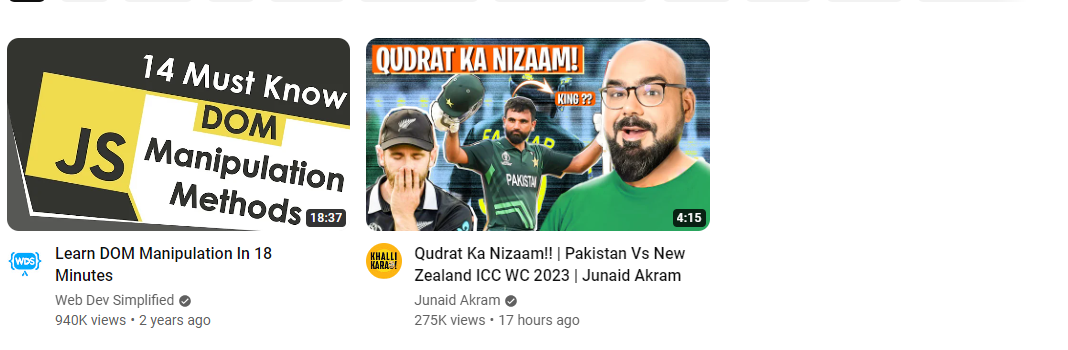 14 Must Know
DOM
JS
Manipulation
Methods
18:37
QUDRAT KA NIZAAM!
KING ??
PAKISTAN
4:15
WDS
Learn DOM Manipulation In 18
Minutes
Web Dev Simplified
940K views • 2 years ago
KHALLI
Qudrat Ka Nizaam!! | Pakistan Vs New
Zealand ICC WC 2023 | Junaid Akram
Junaid Akram
275K views • 17 hours ago